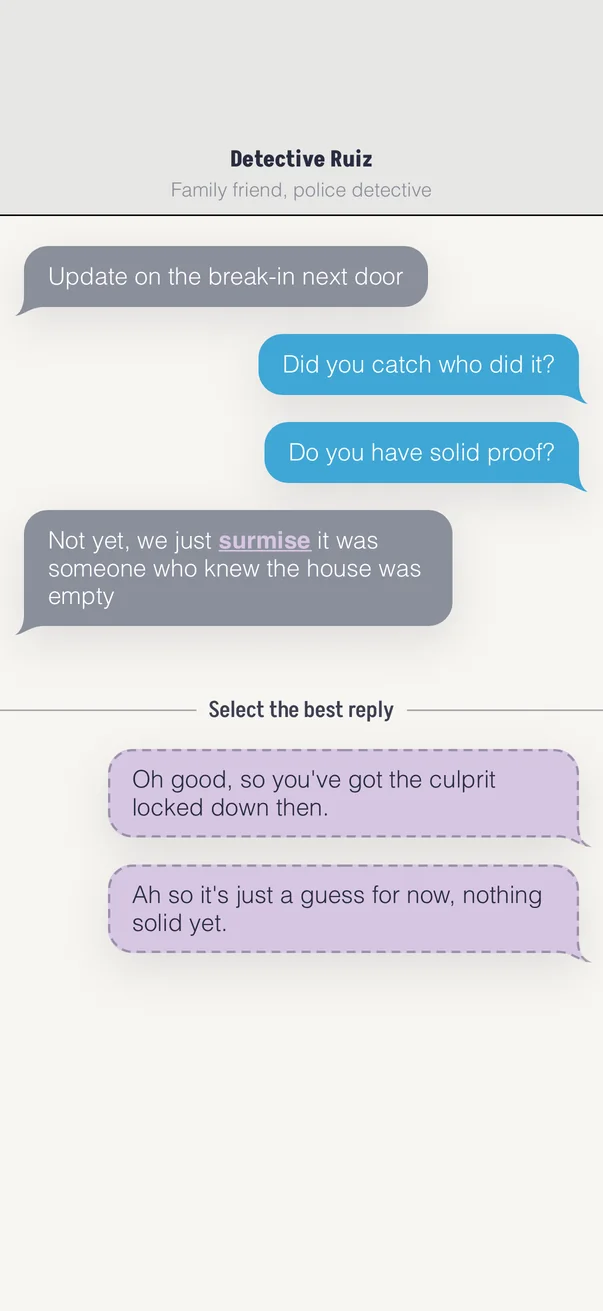 Detective Ruiz
Family friend, police detective
Update on the break-in next door
Did you catch who did it?
Do you have solid proof?
Not yet, we just surmise it was
someone who knew the house was
empty
Select the best reply
Oh good, so you've got the culprit
locked down then.
Ah so it's just a guess for now, nothing
solid yet.